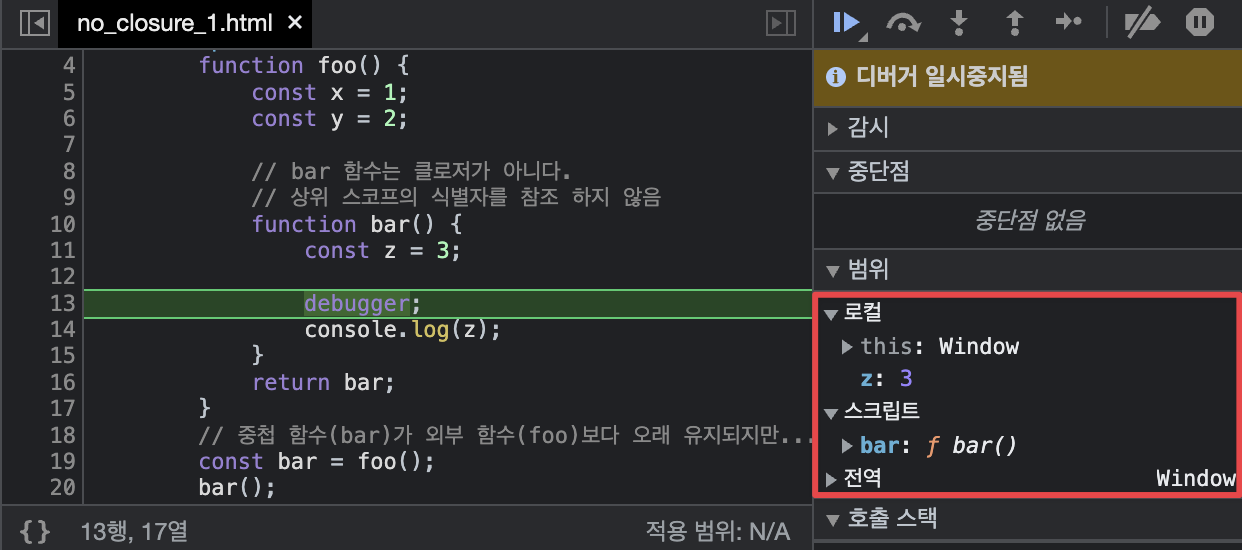 no_closure_1.html ×
4 function foo() {
5 const x = 1;
6 const y = 2;
7
8 // bar 함수는 클로저가 아니다.
9 // 상위 스코프의 식별자를 참조 하지 않음
10 function bar() {
11 const z = 3;
12
13 debugger;
14 console.log(z);
15 }
16 return bar;
17 }
18 // 중첩 함수(bar)가 외부 함수(foo)보다 오래 유지되지만...
19 const bar = foo();
20 bar();
{} 13행, 17열 적용 범위: N/A
디버거 일시중지됨
감시
중단점
중단점 없음
범위
로컬
this: Window
z: 3
스크립트
bar: ƒ bar()
전역 Window
호출 스택